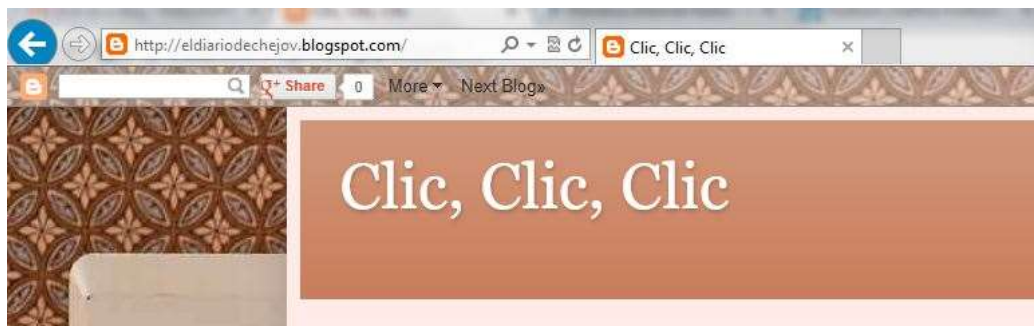 http://eldiariodechejov.blogspot.com/
Clic, Clic, Clic
g+ Share 0 More Next Blog»
Clic, Clic, Clic